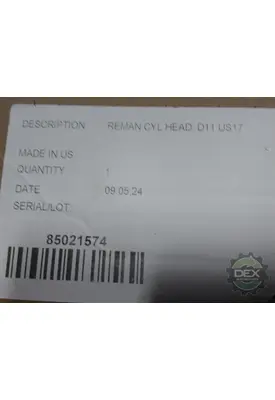 DESCRIPTION REMAN CYL HEAD, D11 US17
MADE IN US
QUANTITY 1
DATE 09.05.24
SERIAL/LOT:
85021574
DEX